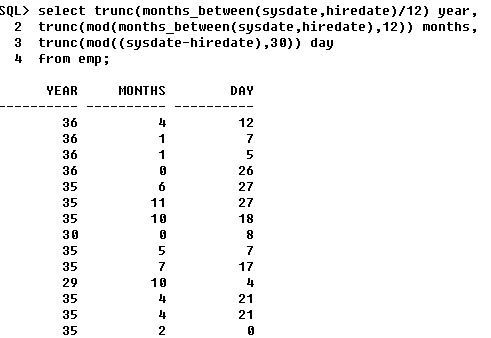 SQL> select trunc(months_between(sysdate,hiredate)/12) year,
2 trunc(mod(months_between(sysdate,hiredate),12)) months,
3 trunc(mod((sysdate-hiredate),30)) day
4 from emp;
YEAR MONTHS DAY
---------- ---------- ----------
36 4 12
36 1 7
36 1 5
36 0 26
35 6 27
35 11 27
35 10 18
30 0 8
35 5 7
35 7 17
29 10 4
35 4 21
35 4 21
35 2 0